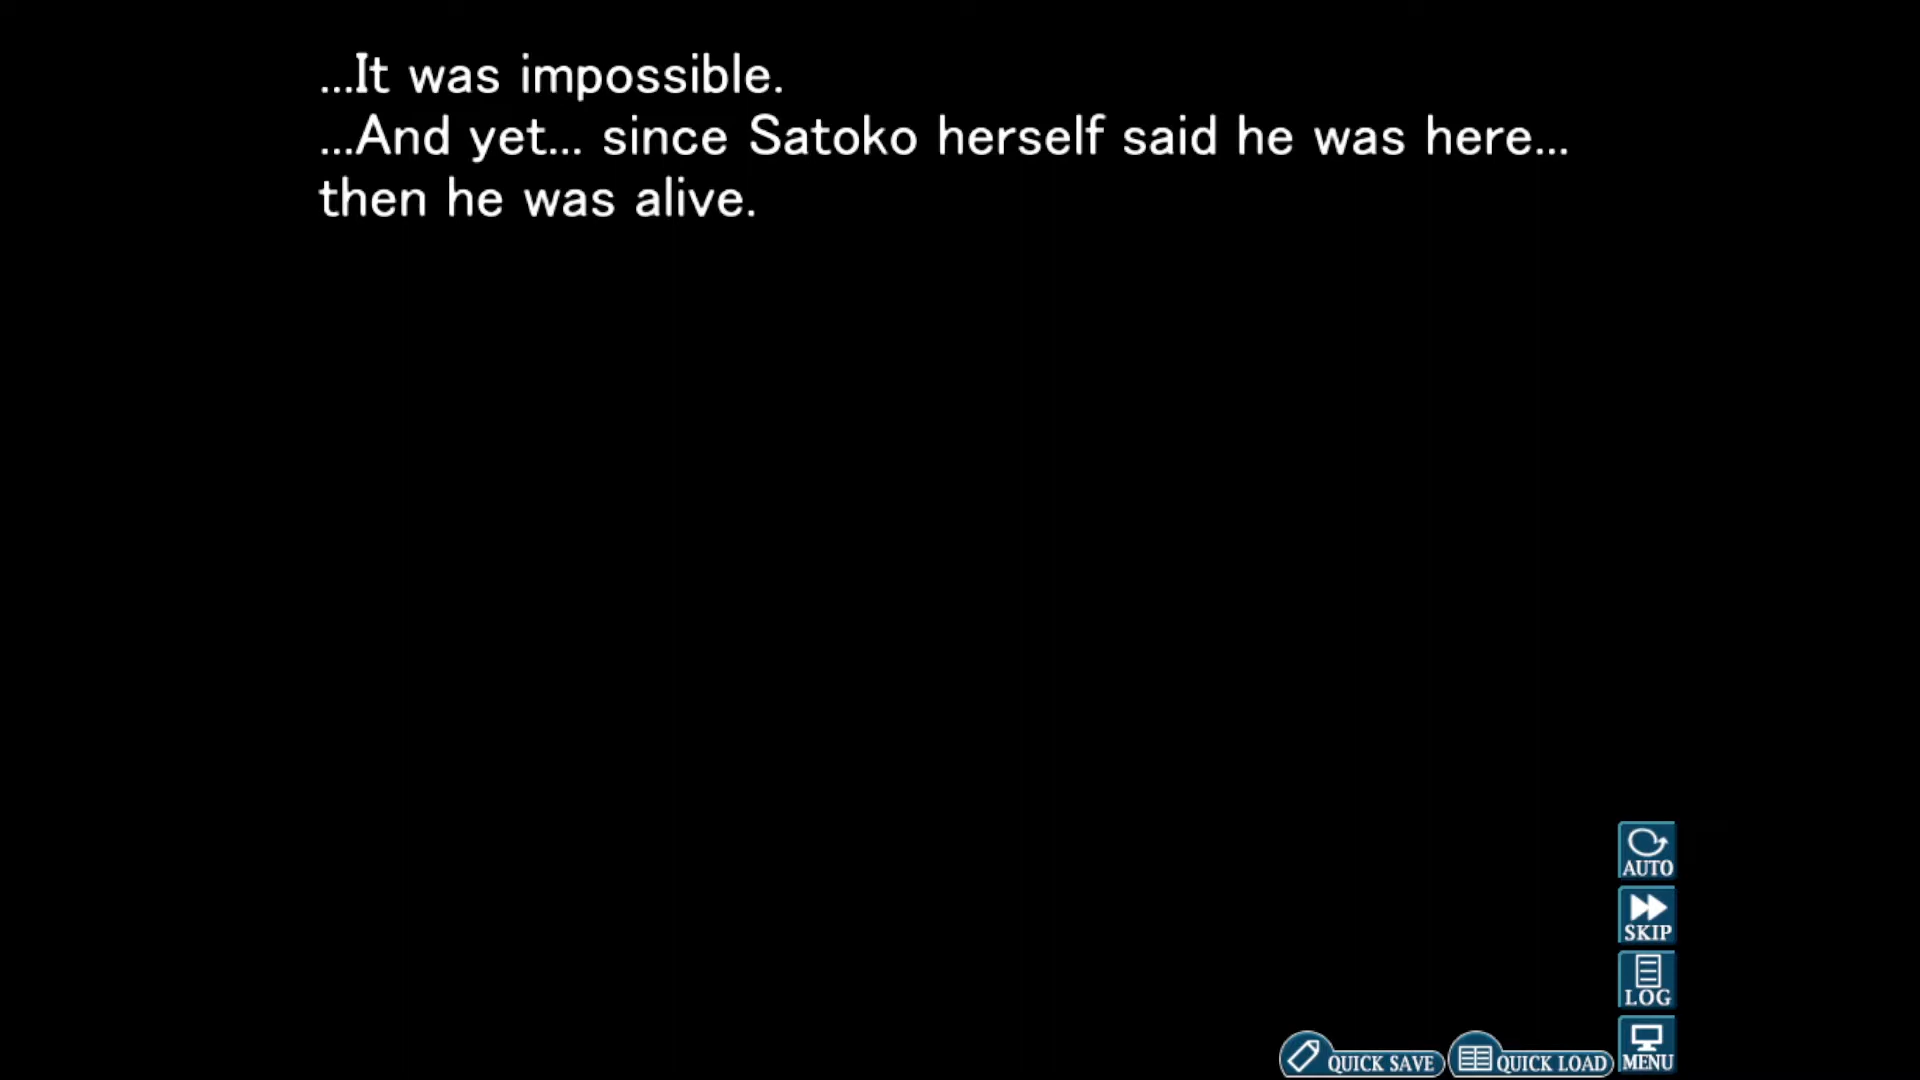 ...It was impossible.
...And yet... since Satoko herself said he was here...
then he was alive.
AUTO
SKIP
LOG
MENU
QUICK SAVE
QUICK LOAD